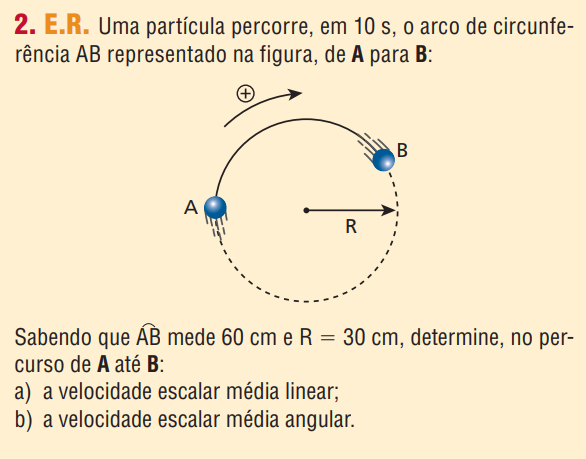 2. E.R. Uma partícula percorre, em 10 s, o arco de circunfe-
rência AB representado na figura, de A para B:
+
B
A
R
Sabendo que A͡B mede 60 cm e R = 30 cm, determine, no per-
curso de A até B:
a) a velocidade escalar média linear;
b) a velocidade escalar média angular.